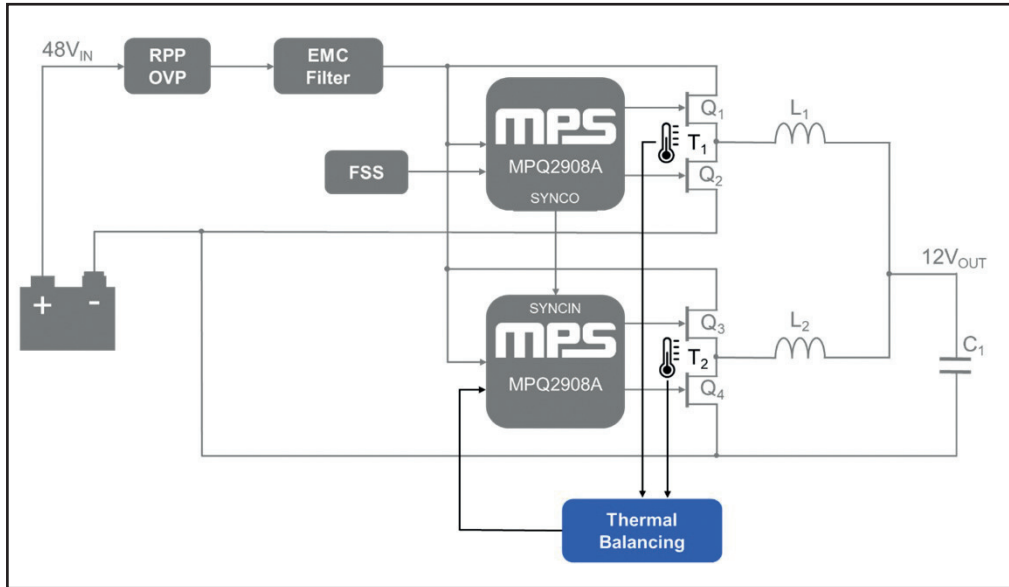 48VIN
RPP
OVP
EMC
Filter
MPS
MPQ2908A
SYNCO
FSS
Q1
T1
Q2
L1
12VOUT
+ -
SYNCIN
MPS
MPQ2908A
Q3
T2
Q4
L2
C1
Thermal
Balancing